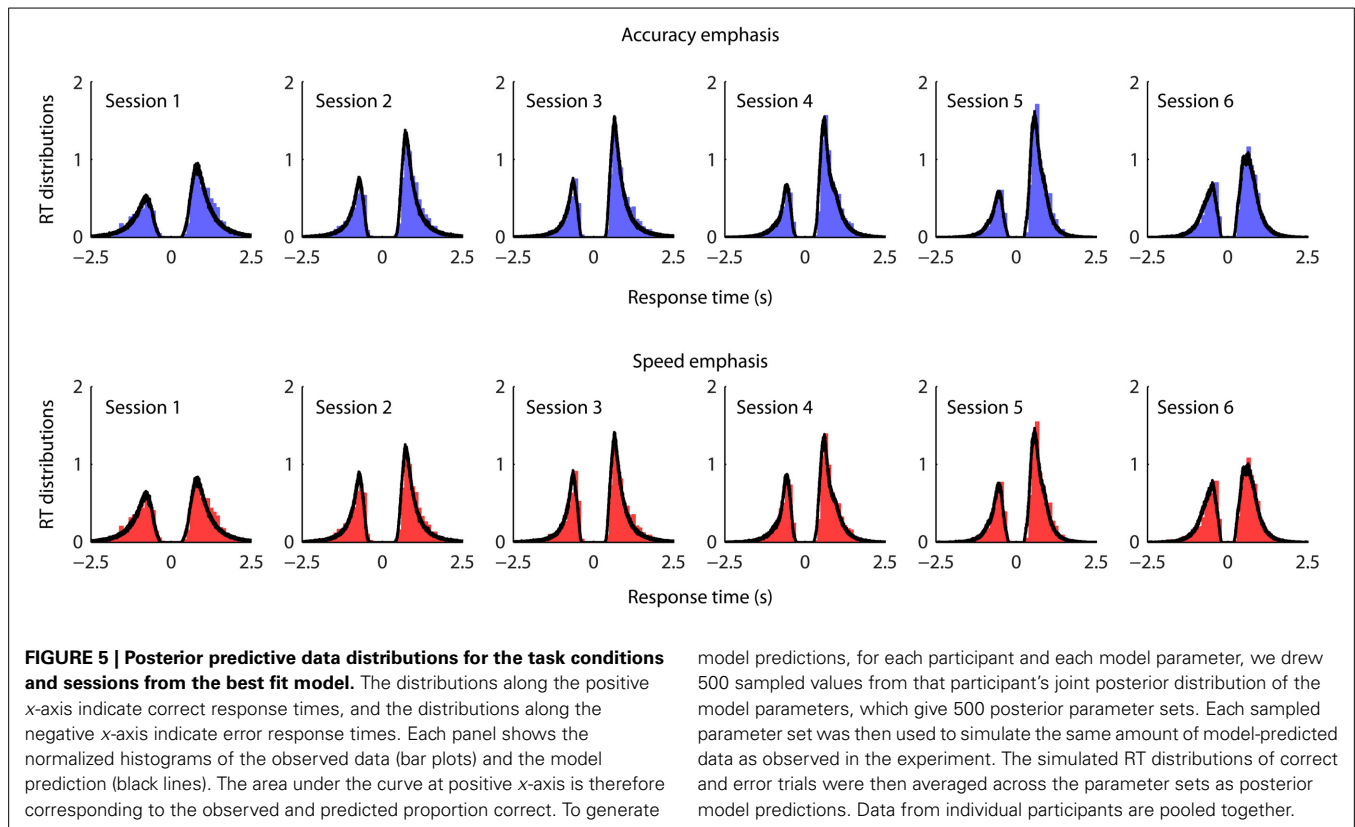 Accuracy emphasis
RT distributions
2
1
0
Session 1
−2.5
0
2.5
2
1
0
Session 2
−2.5
0
2.5
2
1
0
Session 3
−2.5
0
2.5
2
1
0
Session 4
−2.5
0
2.5
2
1
0
Session 5
−2.5
0
2.5
2
1
0
Session 6
−2.5
0
2.5
Response time (s)
Speed emphasis
RT distributions
2
1
0
Session 1
−2.5
0
2.5
2
1
0
Session 2
−2.5
0
2.5
2
1
0
Session 3
−2.5
0
2.5
2
1
0
Session 4
−2.5
0
2.5
2
1
0
Session 5
−2.5
0
2.5
2
1
0
Session 6
−2.5
0
2.5
Response time (s)
FIGURE 5 | Posterior predictive data distributions for the task conditions
and sessions from the best fit model. The distributions along the positive
x-axis indicate correct response times, and the distributions along the
negative x-axis indicate error response times. Each panel shows the
normalized histograms of the observed data (bar plots) and the model
prediction (black lines). The area under the curve at positive x-axis is therefore
corresponding to the observed and predicted proportion correct. To generate
model predictions, for each participant and each model parameter, we drew
500 sampled values from that participant's joint posterior distribution of the
model parameters, which give 500 posterior parameter sets. Each sampled
parameter set was then used to simulate the same amount of model-predicted
data as observed in the experiment. The simulated RT distributions of correct
and error trials were then averaged across the parameter sets as posterior
model predictions. Data from individual participants are pooled together.